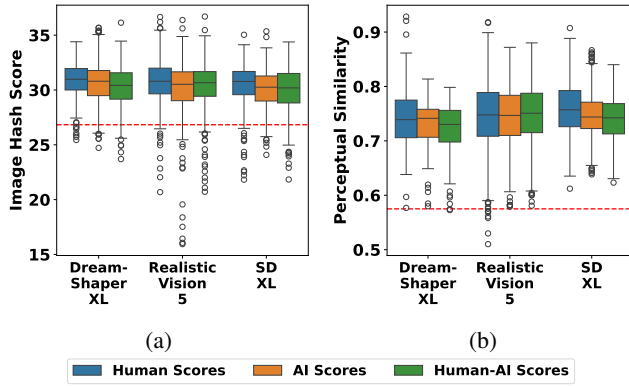 Image Hash Score
35
30
25
20
15
Dream-
Shaper
XL
Realistic
Vision
5
SD
XL
(a)
Perceptual Similarity
0.9
0.8
0.7
0.6
0.5
Dream-
Shaper
XL
Realistic
Vision
5
SD
XL
(b)
Human Scores AI Scores Human-AI Scores